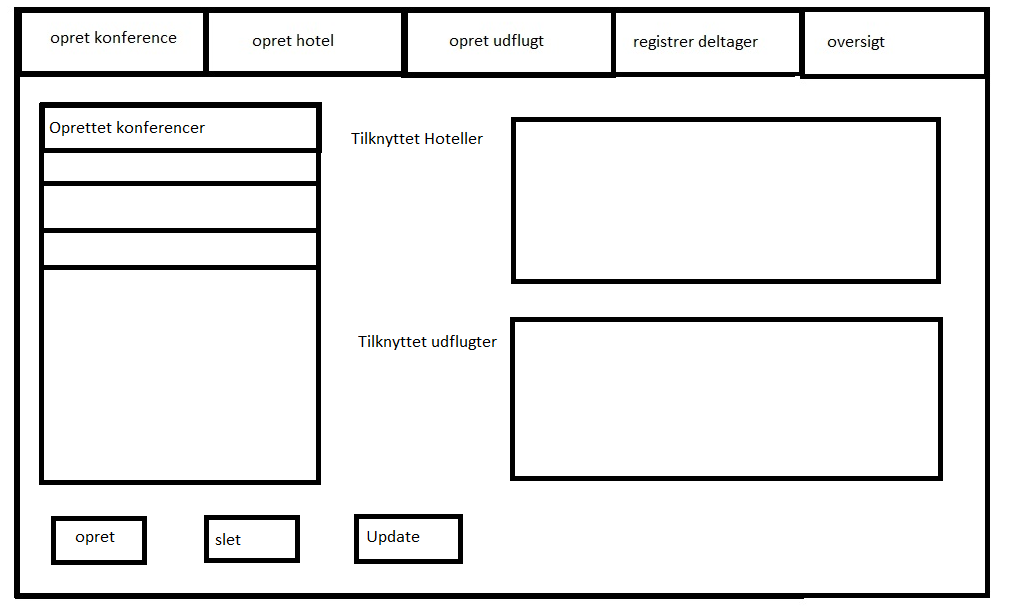 opret konference
opret hotel
opret udflugt
registrer deltager
oversigt
Oprettet konferencer
Tilknyttet Hoteller
Tilknyttet udflugter
opret
slet
Update